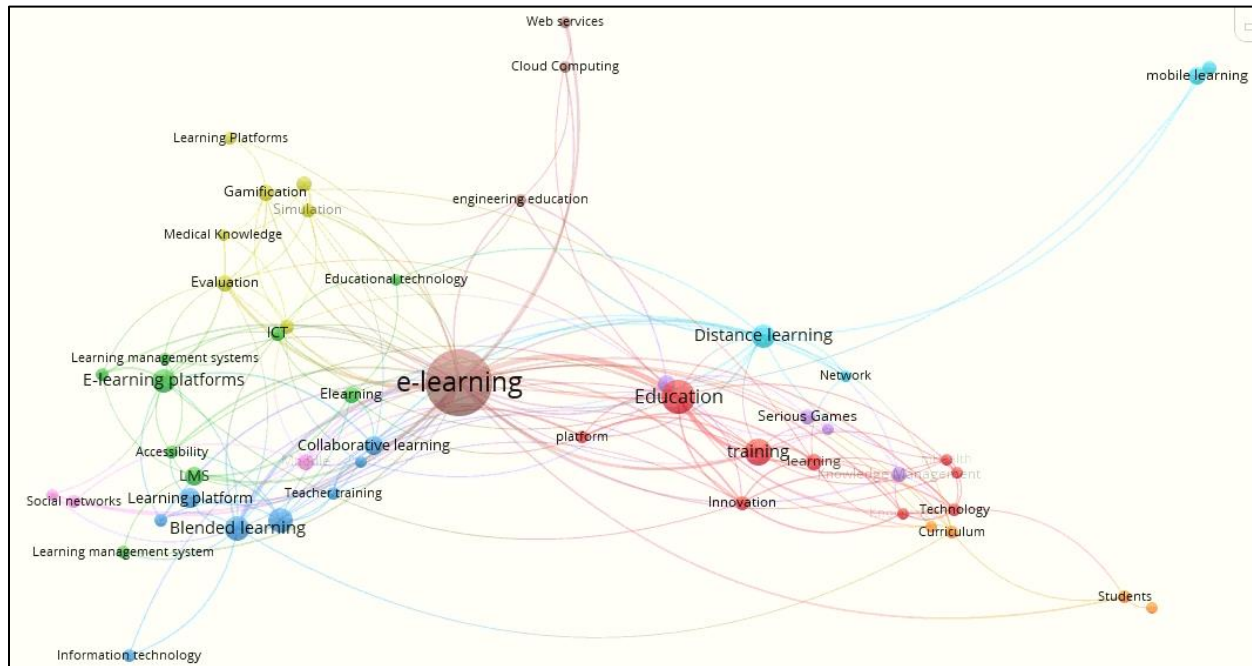 Web services
Cloud Computing
mobile learning
Learning Platforms
Gamification
Simulation
engineering education
Medical Knowledge
Evaluation
Educational technology
ICT
Distance learning
Learning management systems
E-learning platforms
e-learning
Network
Elearning
Education
Serious Games
Collaborative learning
platform
Accessibility
training
learning
LMS
Knowledge Management
Social networks
Learning platform
Teacher training
Innovation
Technology
Blended learning
Curriculum
Learning management system
Students
Information technology